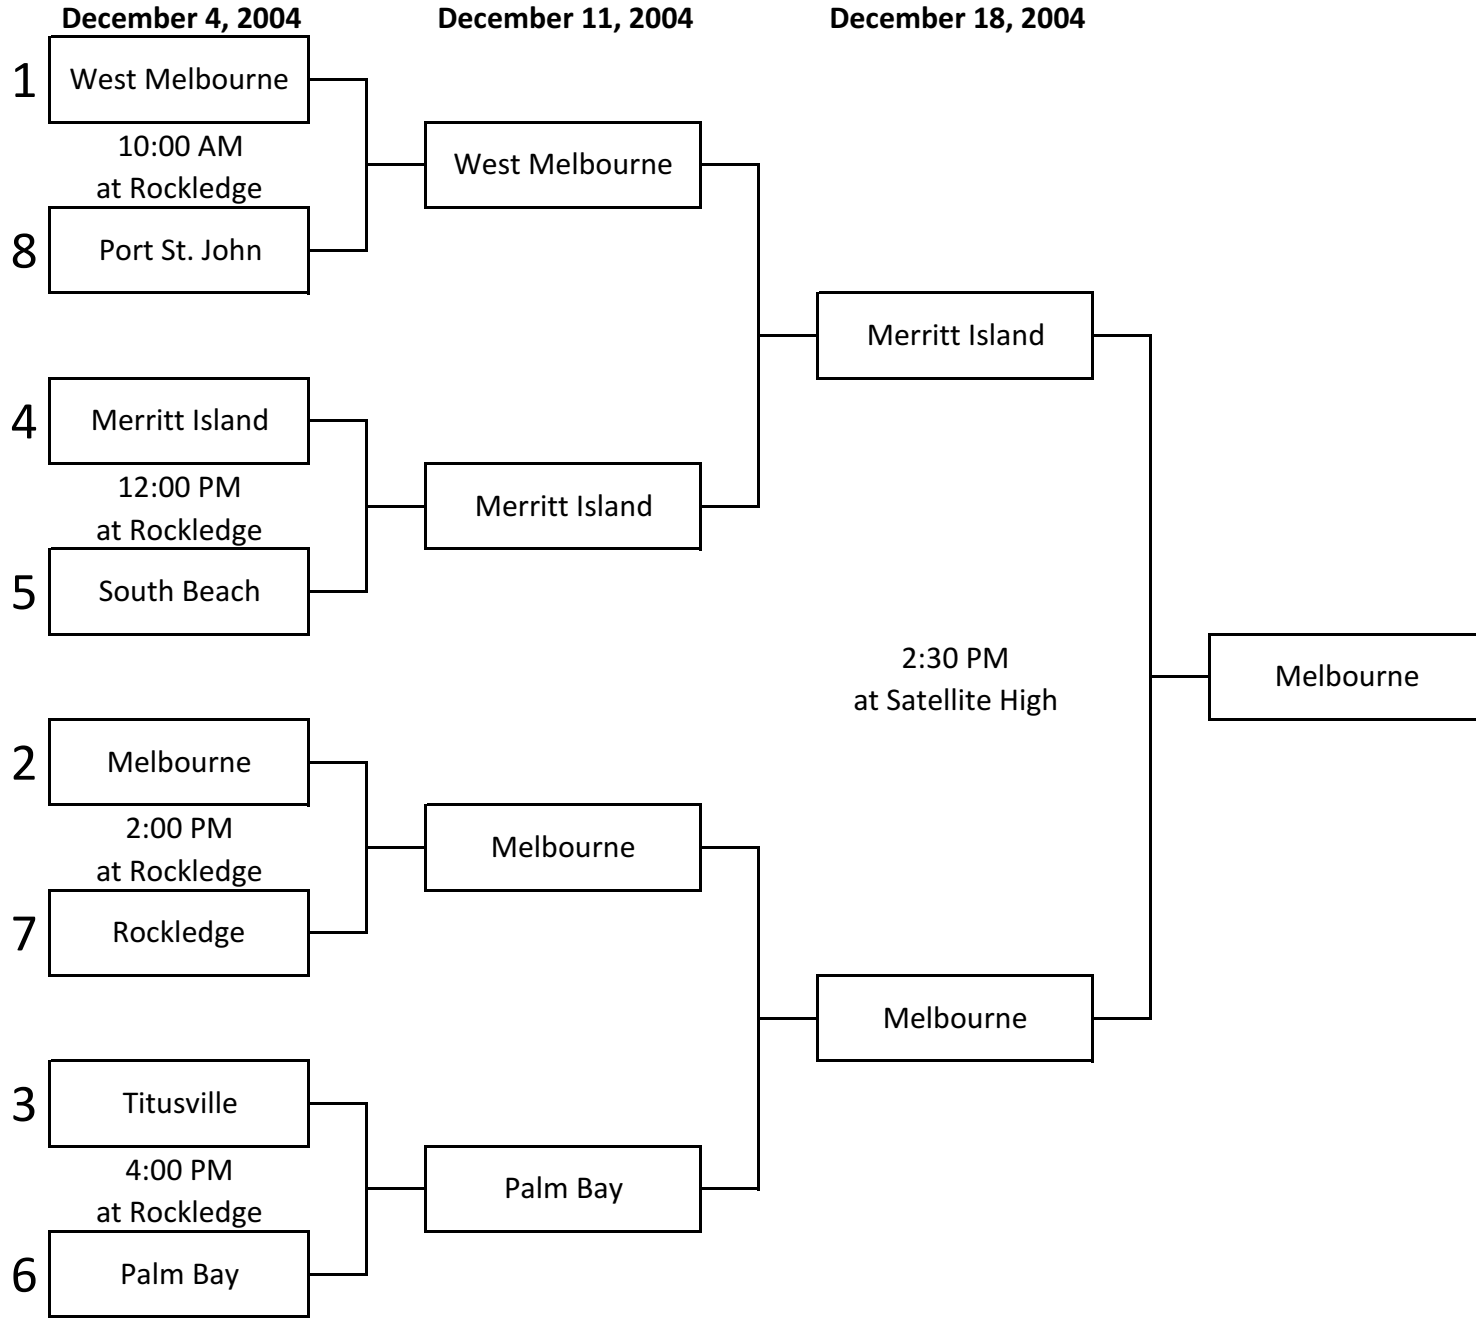 December 4, 2004
December 11, 2004
December 18, 2004
1
West Melbourne
10:00 AM
at Rockledge
8
Port St. John
4
Merritt Island
12:00 PM
at Rockledge
5
South Beach
2
Melbourne
2:00 PM
at Rockledge
7
Rockledge
3
Titusville
4:00 PM
at Rockledge
6
Palm Bay
West Melbourne
Merritt Island
Melbourne
Palm Bay
Merritt Island
2:30 PM
at Satellite High
Melbourne
Melbourne